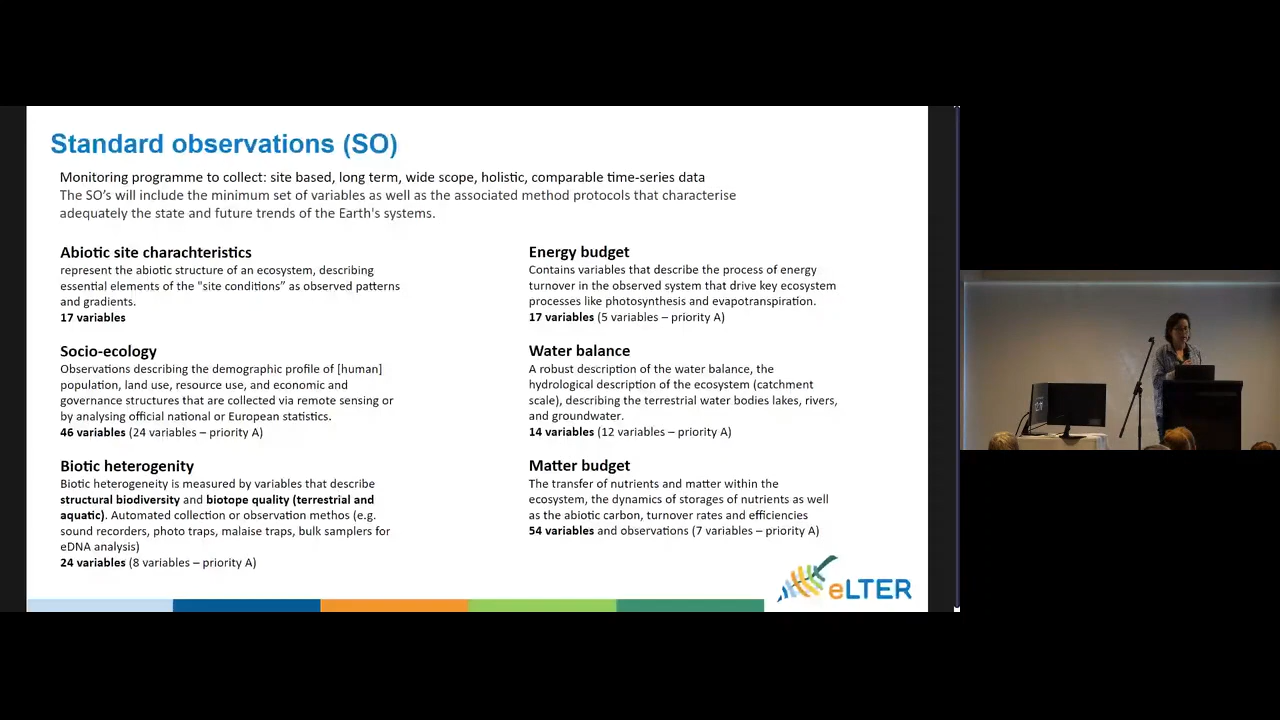 Standard observations (SO)
Monitoring programme to collect: site based, long term, wide scope, holistic, comparable time-series data
The SO's will include the minimum set of variables as well as the associated method protocols that characterise
adequately the state and future trends of the Earth's systems.
Abiotic site charachteristics
represent the abiotic structure of an ecosystem, describing
essential elements of the "site conditions” as observed patterns
and gradients.
17 variables
Socio-ecology
Observations describing the demographic profile of [human]
population, land use, resource use, and economic and
governance structures that are collected via remote sensing or
by analysing official national or European statistics.
46 variables (24 variables – priority A)
Biotic heterogenity
Biotic heterogeneity is measured by variables that describe
structural biodiversity and biotope quality (terrestrial and
aquatic). Automated collection or observation methos (e.g.
sound recorders, photo traps, malaise traps, bulk samplers for
eDNA analysis)
24 variables (8 variables – priority A)
Energy budget
Contains variables that describe the process of energy
turnover in the observed system that drive key ecosystem
processes like photosynthesis and evapotranspiration.
17 variables (5 variables – priority A)
Water balance
A robust description of the water balance, the
hydrological description of the ecosystem (catchment
scale), describing the terrestrial water bodies lakes, rivers,
and groundwater.
14 variables (12 variables – priority A)
Matter budget
The transfer of nutrients and matter within the
ecosystem, the dynamics of storages of nutrients as well
as the abiotic carbon, turnover rates and efficiencies
54 variables and observations (7 variables – priority A)
eLTER